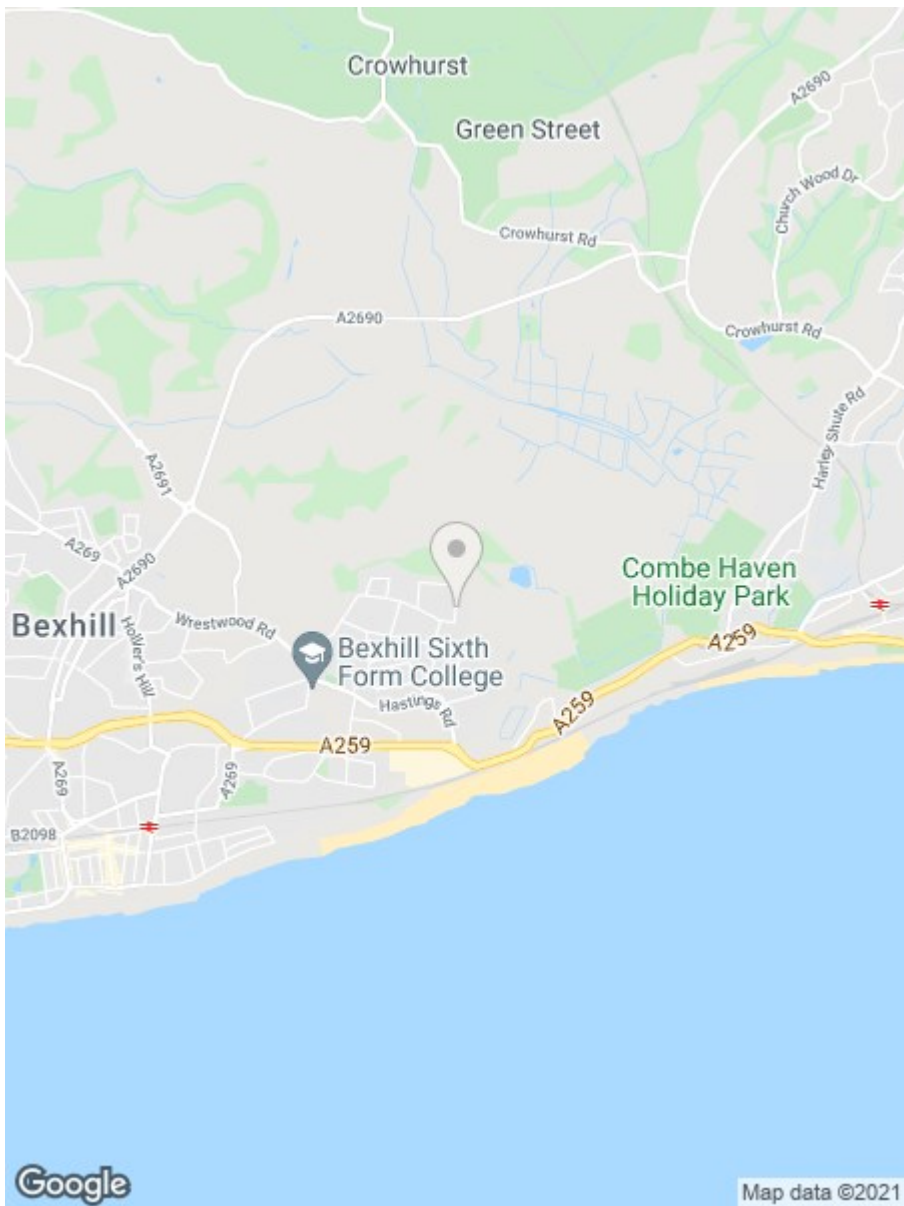 Crowhurst
A2690
Green Street
Church Wood Dr
Crowhurst Rd
A2690
Crowhurst Rd
Harley Shute Rd
A2691
A269
A2690
Combe Haven
Holiday Park
Bexhill
Wrestwood Rd
Hollier's Hill
Bexhill Sixth
Form College
A259
Hastings Rd
A259
A259
A269
A269
B2098
Google
Map data ©2021